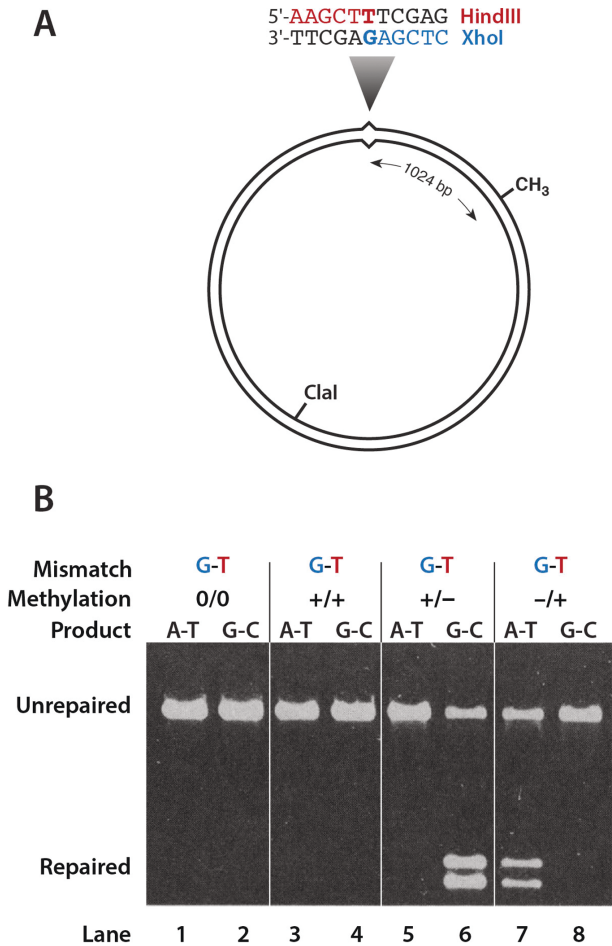 A
5'-AAGCTTTCGAG HindIII
3'-TTCGAGAGCTC XhoI
1024 bp
CH3
ClaI
B
Mismatch G-T G-T G-T G-T
Methylation 0/0 +/+ +/– –/+
Product A-T G-C A-T G-C A-T G-C A-T G-C
Unrepaired
Repaired
Lane 1 2 3 4 5 6 7 8